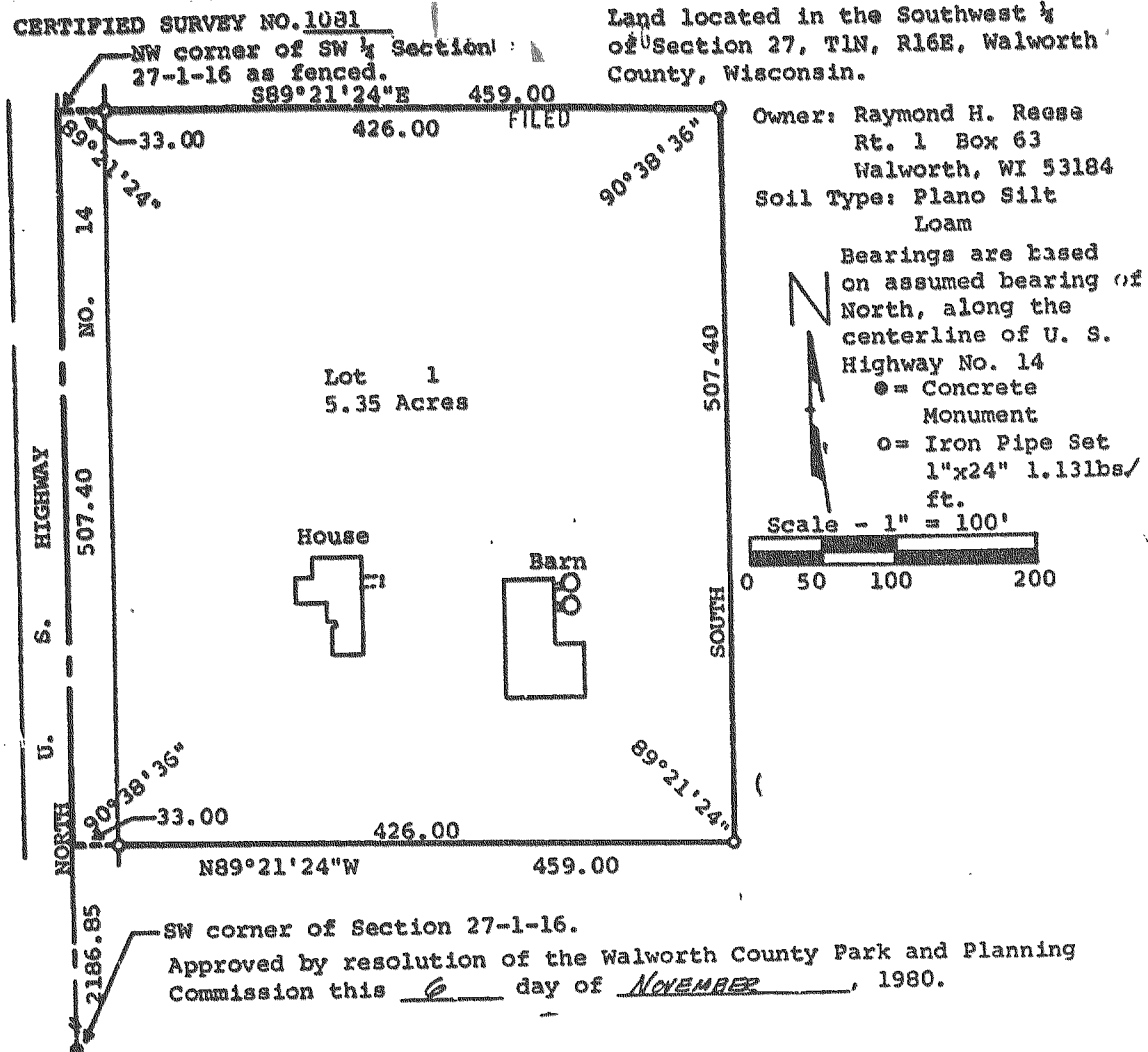 CERTIFIED SURVEY NO. 1081
NW corner of SW ¼ Section
27-1-16 as fenced.
Land located in the Southwest ¼
of Section 27, T1N, R16E, Walworth
County, Wisconsin.
S89°21'24"E 459.00
33.00
426.00
FILED
89°21'24"
90°38'36"
Owner: Raymond H. Reese
Rt. 1 Box 63
Walworth, WI 53184
Soil Type: Plano Silt
Loam
Bearings are based
on assumed bearing of
North, along the
centerline of U. S.
Highway No. 14
N
●= Concrete
Monument
o= Iron Pipe Set
1"x24" 1.13lbs/
ft.
Scale - 1" = 100'
0 50 100 200
U. S. HIGHWAY NO. 14
507.40
Lot 1
5.35 Acres
507.40
SOUTH
House
Barn
90°38'36"
89°21'24"
NORTH
33.00
426.00
N89°21'24"W 459.00
2186.85
SW corner of Section 27-1-16.
Approved by resolution of the Walworth County Park and Planning
Commission this 6 day of NOVEMBER, 1980.